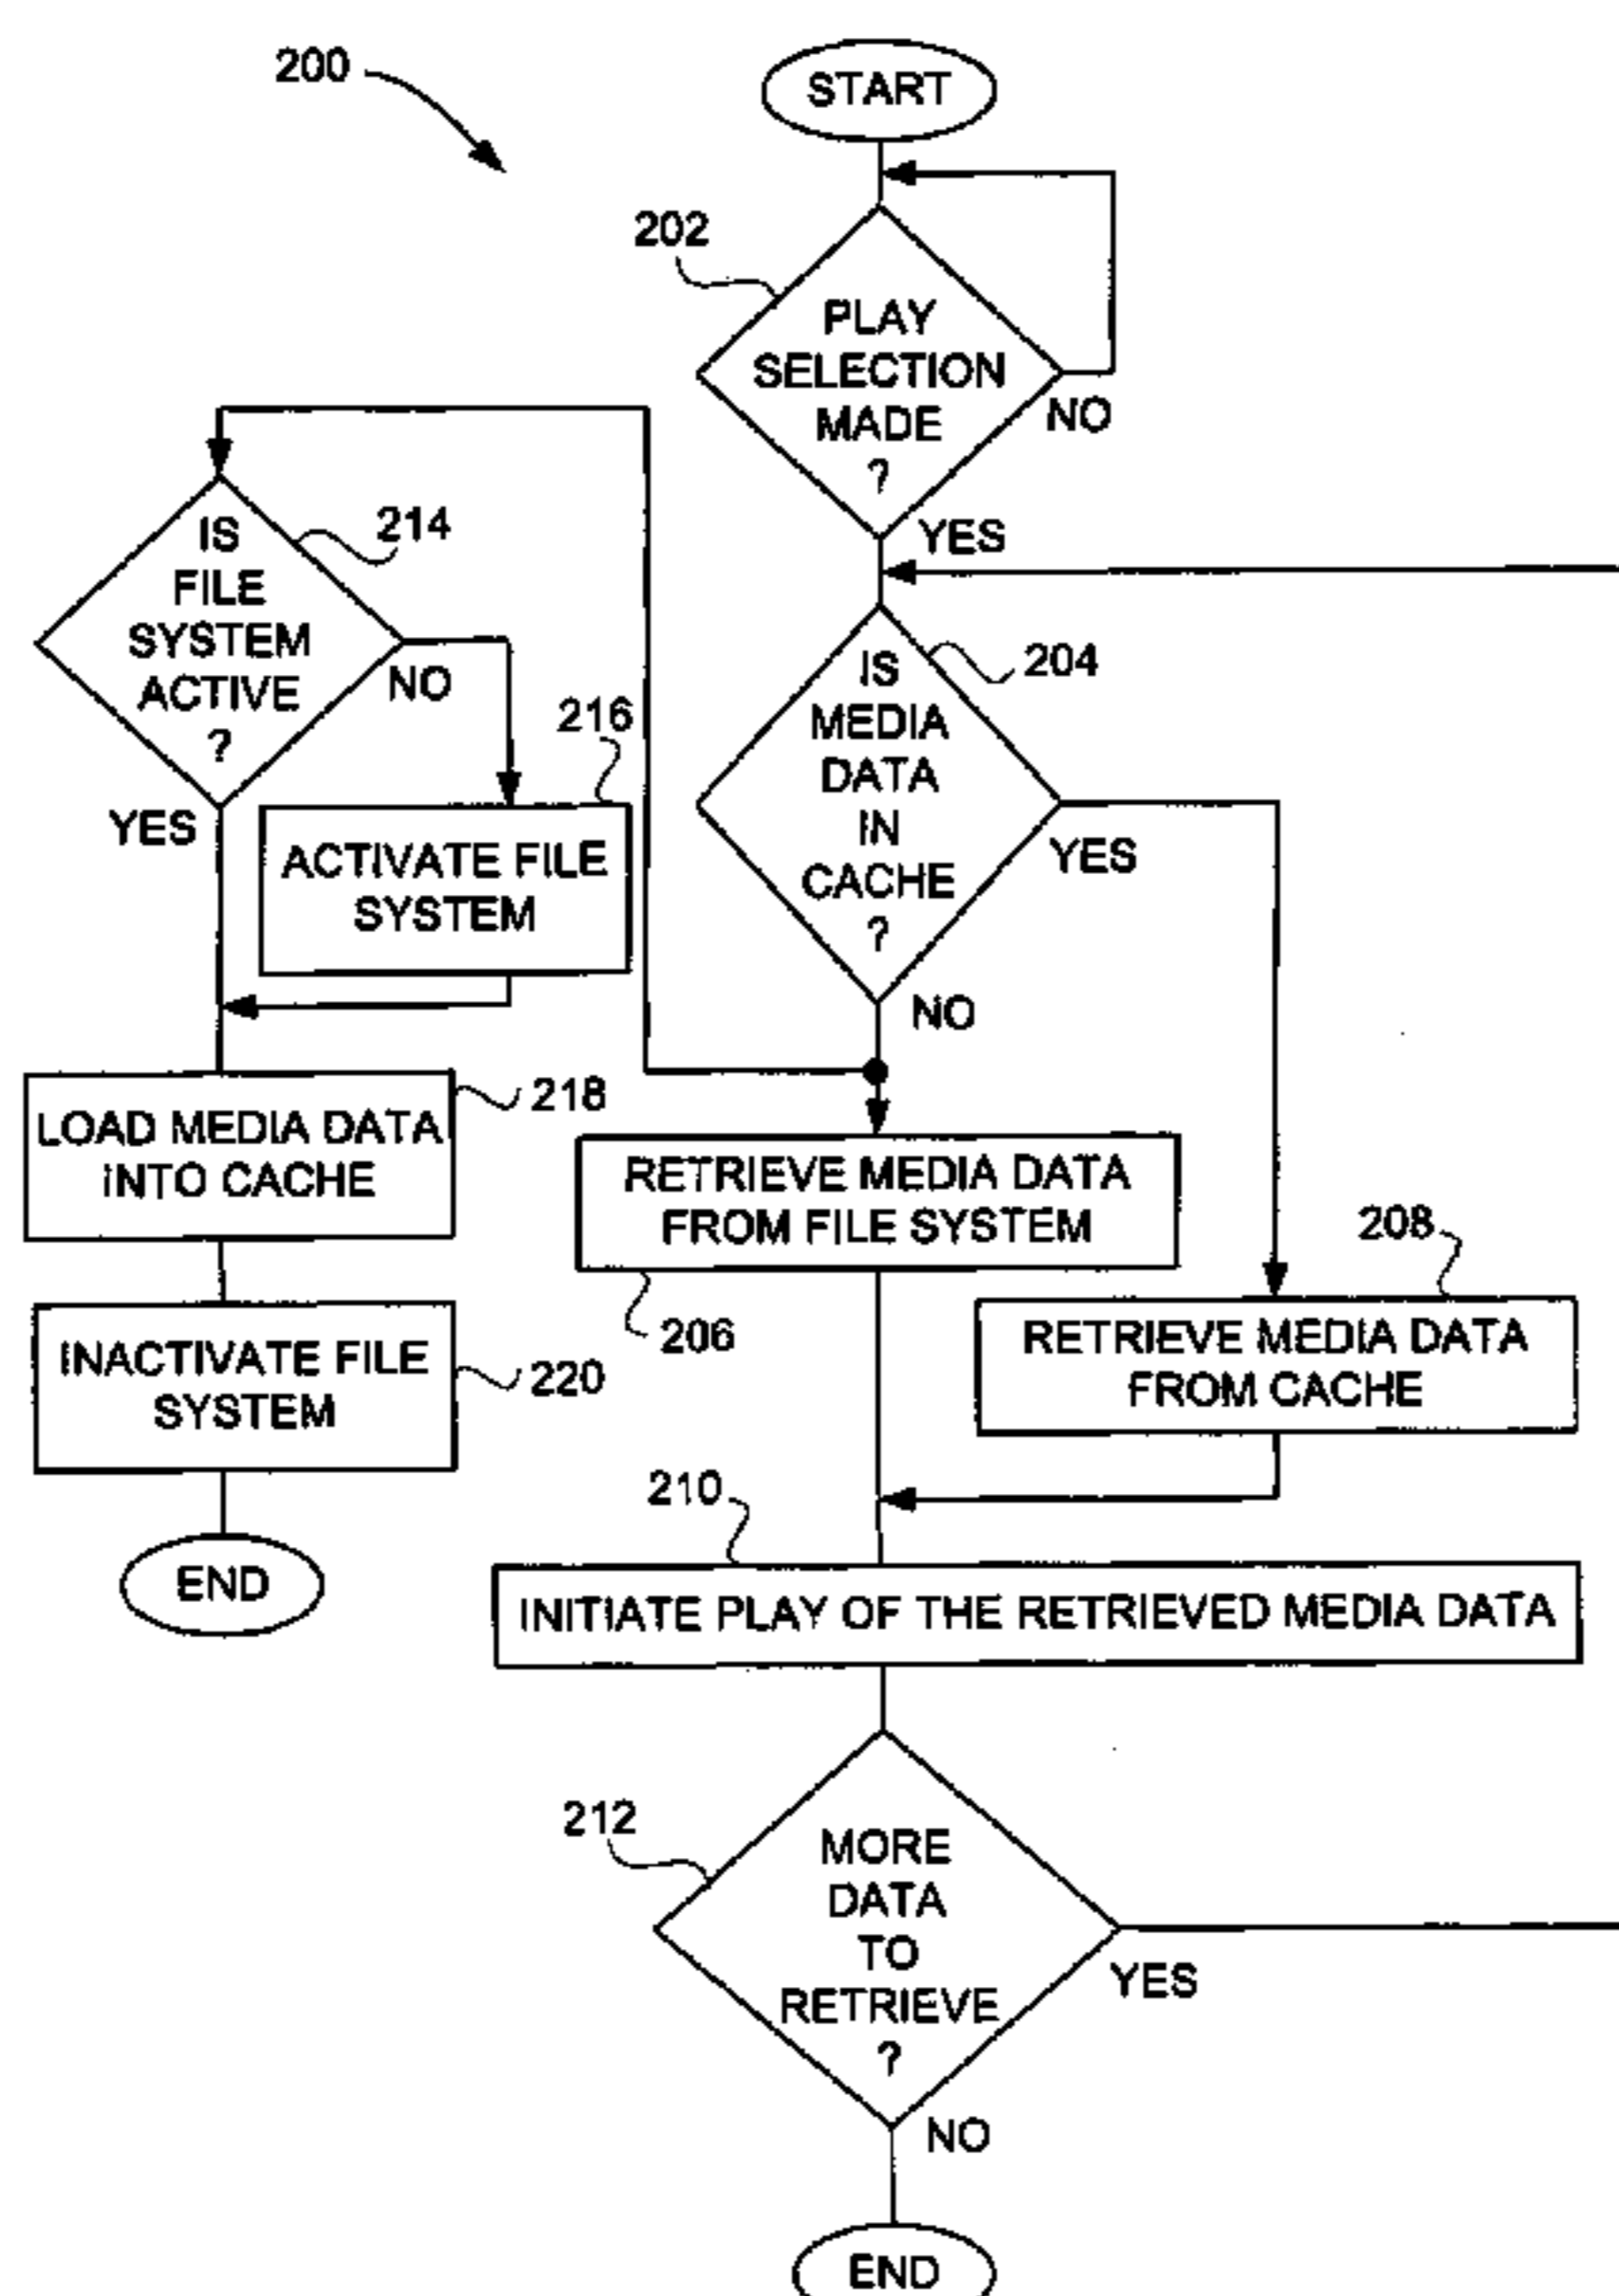 200
START
202
PLAY
SELECTION
MADE
?
NO
YES
214
IS
FILE
SYSTEM
ACTIVE
?
NO
YES
204
IS
MEDIA
DATA
IN
CACHE
?
YES
NO
216
ACTIVATE FILE
SYSTEM
218
LOAD MEDIA DATA
INTO CACHE
RETRIEVE MEDIA DATA
FROM FILE SYSTEM
206
208
RETRIEVE MEDIA DATA
FROM CACHE
INACTIVATE FILE
SYSTEM
220
END
210
INITIATE PLAY OF THE RETRIEVED MEDIA DATA
212
MORE
DATA
TO
RETRIEVE
?
YES
NO
END